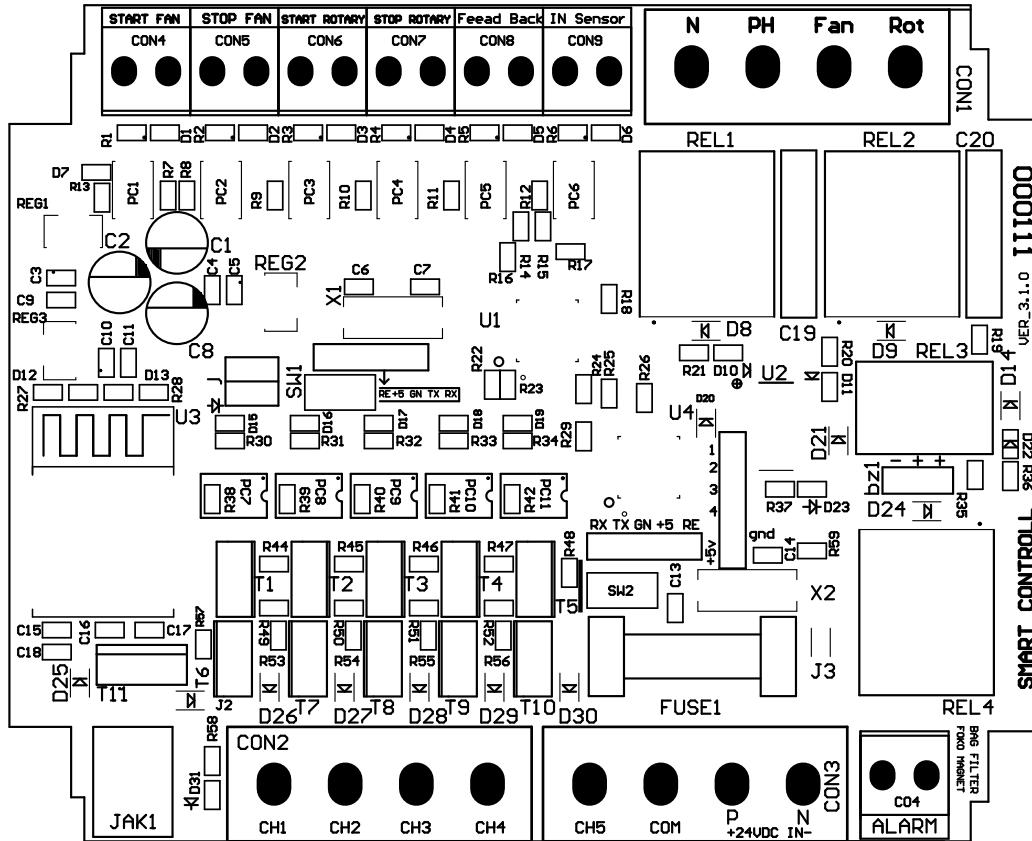 START FAN STOP FAN START ROTARY STOP ROTARY Feead Back IN Sensor
CON4 CON5 CON6 CON7 CON8 CON9
N PH Fan Rot
CON1
R1 D1 R2 D2 R3 D3 R4 D4 R5 D5 R6 D6
REL1 REL2 C20
D7 R13 PC1 R7 R8 PC2 R9 PC3 R10 PC4 R11 PC5 R12 PC6
000111
REG1 C2 C1 R14 R15 R16 R17
C3 C4 C5 REG2 C6 C7
C9 X1 R18
VER_3.1.0
REG3 C8 U1 C19
C10 C11 D8 D9 R19
R22 R21 D10 R20 REL3 D14
D12 D13 J SW1 R23 R24 R25 R26 U2 D11
R27 R28 RE+5 GN TX RX
U3 D15 D16 D17 D18 D19 U4 D20
R30 R31 R32 R33 R34 R29 D21 D22
1
2
3
4
+5v
bz1 - + +
R38 PC7 R39 PC8 R40 PC9 R41 PC10 R42 PC11
R37 D23 D24 R35 R36
RX TX GN +5 RE gnd
C14 R59
R44 R45 R46 R47 R48
T1 T2 T3 T4 T5
SW2 C13 X2
SMART CONTROLL
C15 C16 C17 R57 R49 R50 R51 R52
C18 R53 R54 R55 R56
D25 T11 T6 J2 J3
D26 T7 D27 T8 D28 T9 D29 T10 D30 FUSE1 REL4
R58 CON2
BAG FILTER
FOKO MAGNET
D31 CON3
CO4
JAK1 CH1 CH2 CH3 CH4 CH5 COM P N
+24VDC IN-
ALARM